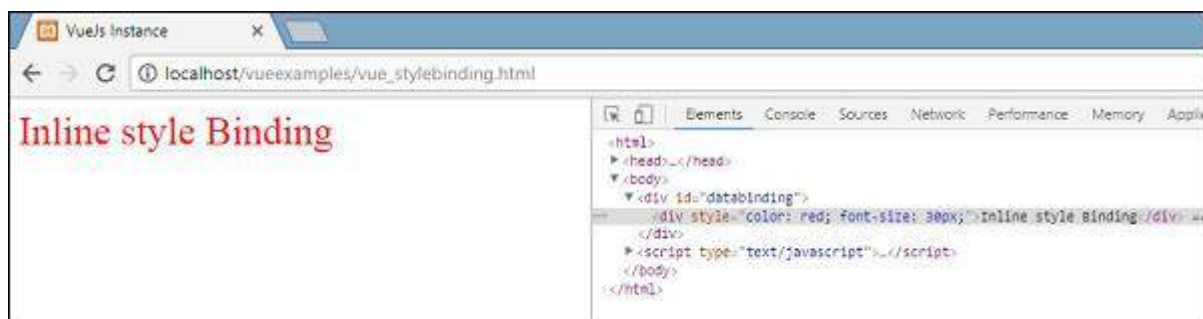 VueJs Instance
localhost/vueexamples/vue_stylebinding.html
Inline style Binding
Elements Console Sources Network Performance Memory Appli
<html>
<head>…</head>
<body>
<div id="databinding">
<div style="color: red; font-size: 30px;">Inline style Binding</div> ==
</div>
<script type="text/javascript">…</script>
</body>
</html>